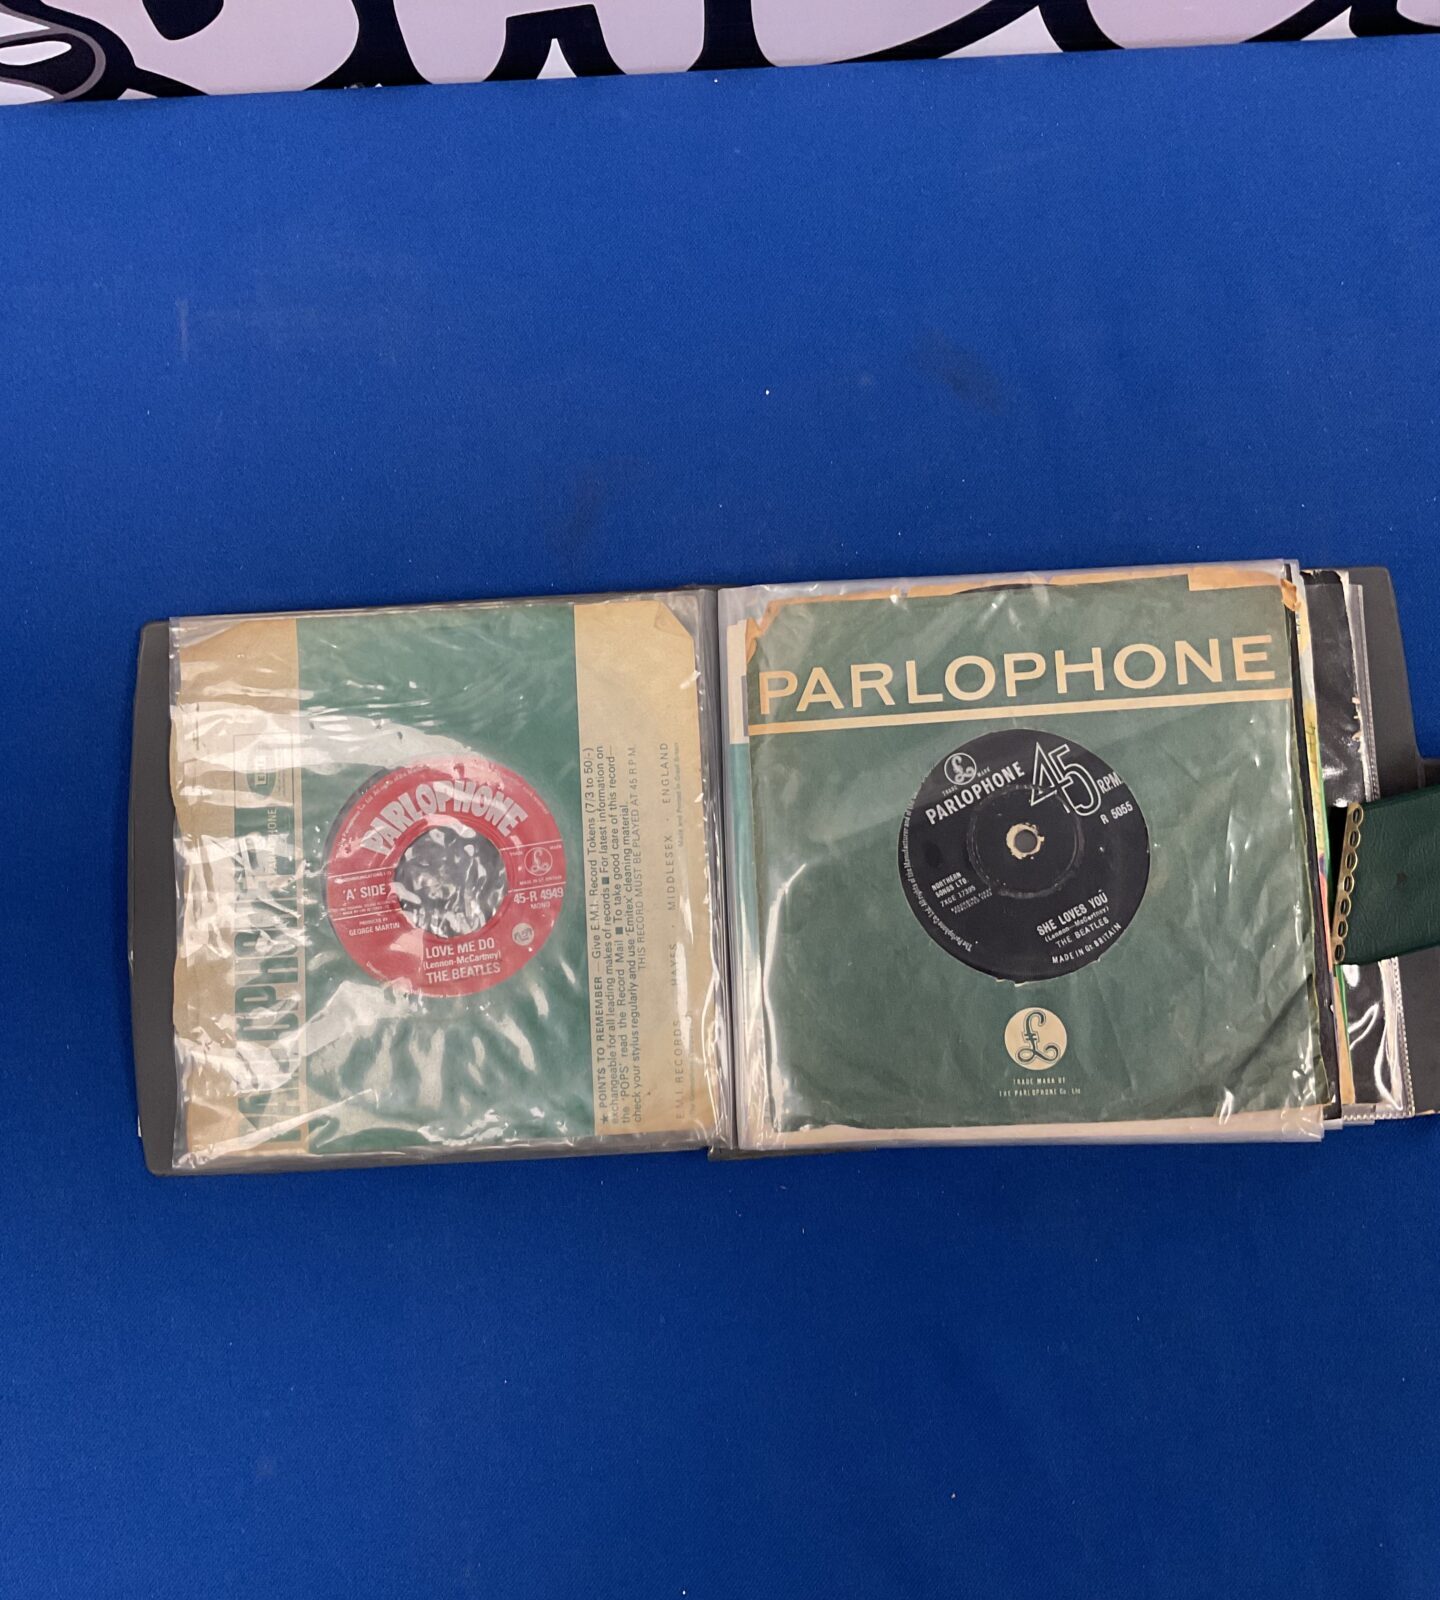 PARLOPHONE
'A' SIDE
45-R 4949
MONO
PRODUCED BY
GEORGE MARTIN
LOVE ME DO
(Lennon-McCartney)
THE BEATLES
★ POINTS TO REMEMBER — Give E.M.I. Record Tokens (7/3 to 50/-)
exchangeable for all leading makes of records ■ For latest information on
the 'POPS' read the Record Mail ■ To take good care of this record—
check your stylus regularly and use 'Emitex' cleaning material.
THIS RECORD MUST BE PLAYED AT 45 R.P.M.
E.M.I. RECORDS · HAYES · MIDDLESEX · ENGLAND
Made and Printed in Great Britain
PARLOPHONE
TRADE MARK
PARLOPHONE
45 R.P.M.
R 5055
NORTHERN
SONGS LTD.
7XCE 17395
SHE LOVES YOU
(Lennon—McCartney)
THE BEATLES
MADE IN GT BRITAIN
£
TRADE MARK OF
THE PARLOPHONE Co. Ltd